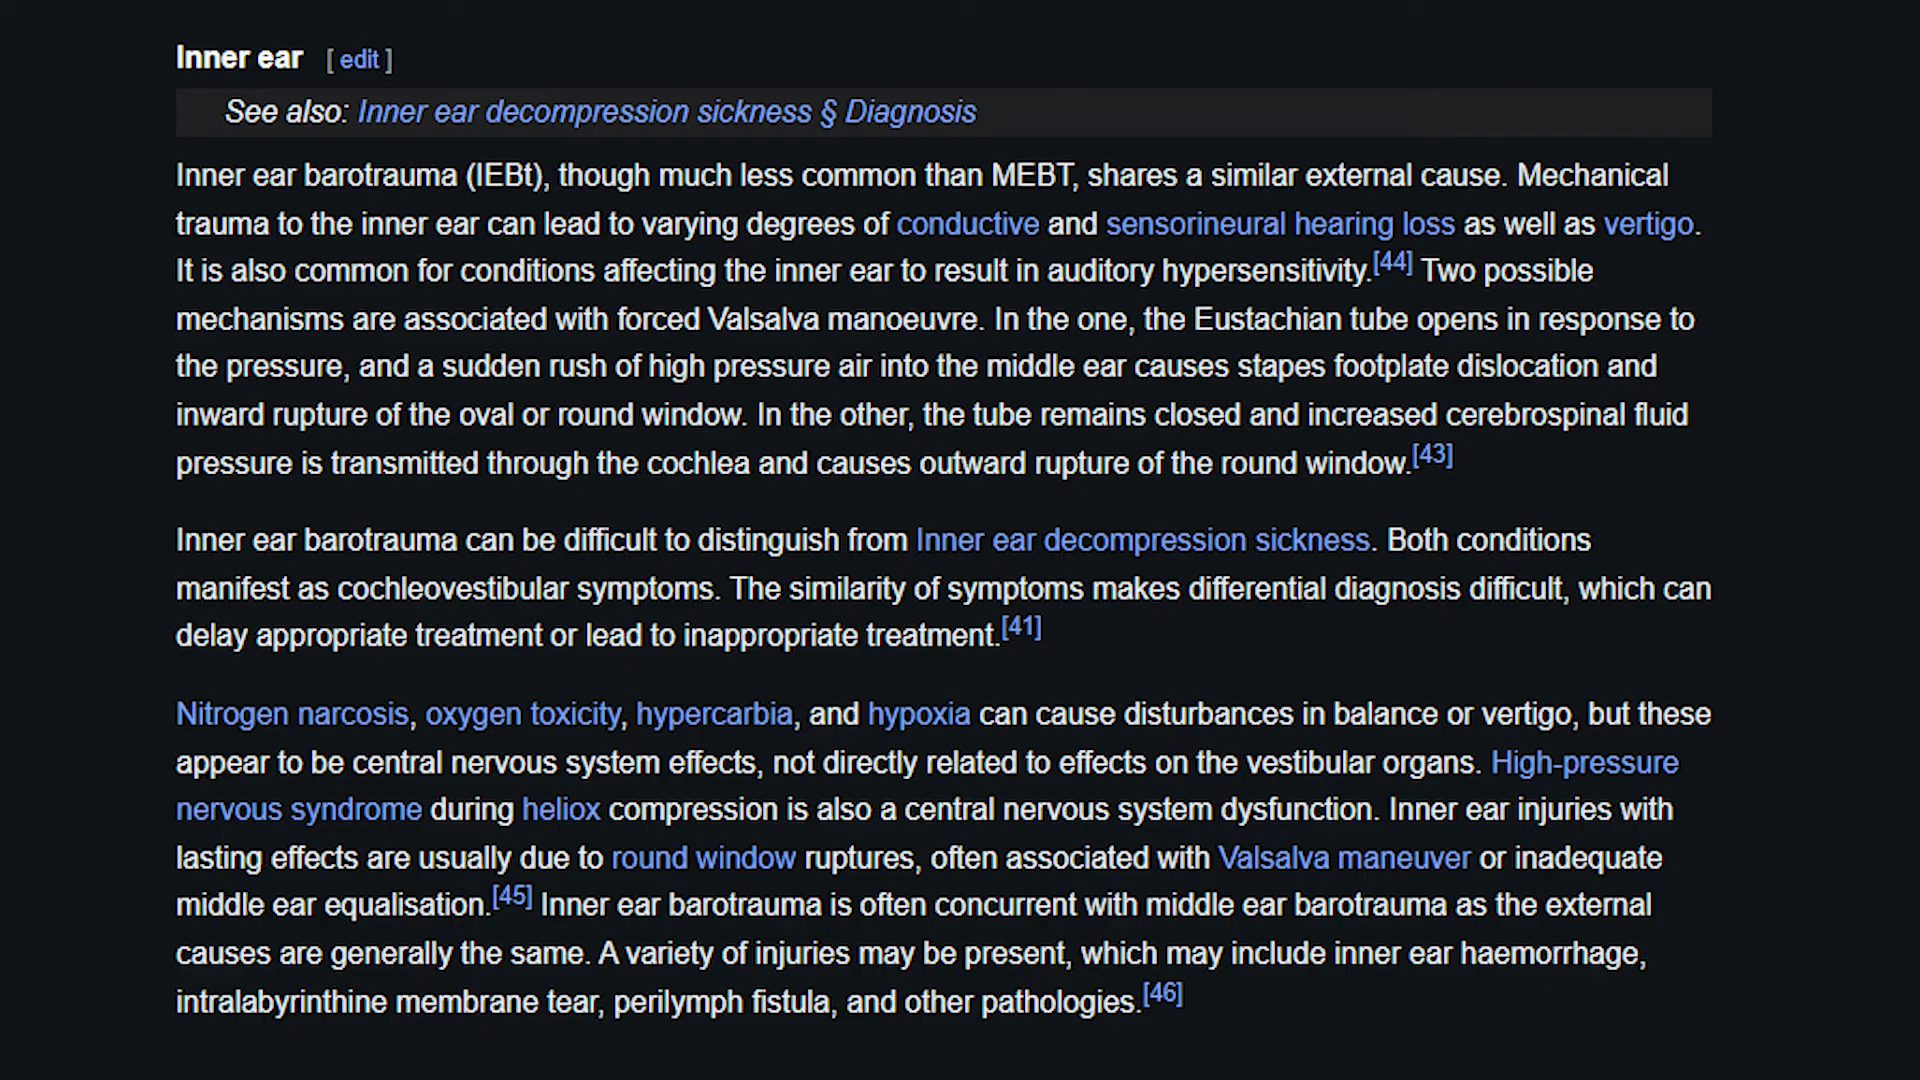 Inner ear [ edit ]
See also: Inner ear decompression sickness § Diagnosis
Inner ear barotrauma (IEBt), though much less common than MEBT, shares a similar external cause. Mechanical
trauma to the inner ear can lead to varying degrees of conductive and sensorineural hearing loss as well as vertigo.
It is also common for conditions affecting the inner ear to result in auditory hypersensitivity.[44] Two possible
mechanisms are associated with forced Valsalva manoeuvre. In the one, the Eustachian tube opens in response to
the pressure, and a sudden rush of high pressure air into the middle ear causes stapes footplate dislocation and
inward rupture of the oval or round window. In the other, the tube remains closed and increased cerebrospinal fluid
pressure is transmitted through the cochlea and causes outward rupture of the round window.[43]
Inner ear barotrauma can be difficult to distinguish from Inner ear decompression sickness. Both conditions
manifest as cochleovestibular symptoms. The similarity of symptoms makes differential diagnosis difficult, which can
delay appropriate treatment or lead to inappropriate treatment.[41]
Nitrogen narcosis, oxygen toxicity, hypercarbia, and hypoxia can cause disturbances in balance or vertigo, but these
appear to be central nervous system effects, not directly related to effects on the vestibular organs. High-pressure
nervous syndrome during heliox compression is also a central nervous system dysfunction. Inner ear injuries with
lasting effects are usually due to round window ruptures, often associated with Valsalva maneuver or inadequate
middle ear equalisation.[45] Inner ear barotrauma is often concurrent with middle ear barotrauma as the external
causes are generally the same. A variety of injuries may be present, which may include inner ear haemorrhage,
intralabyrinthine membrane tear, perilymph fistula, and other pathologies.[46]